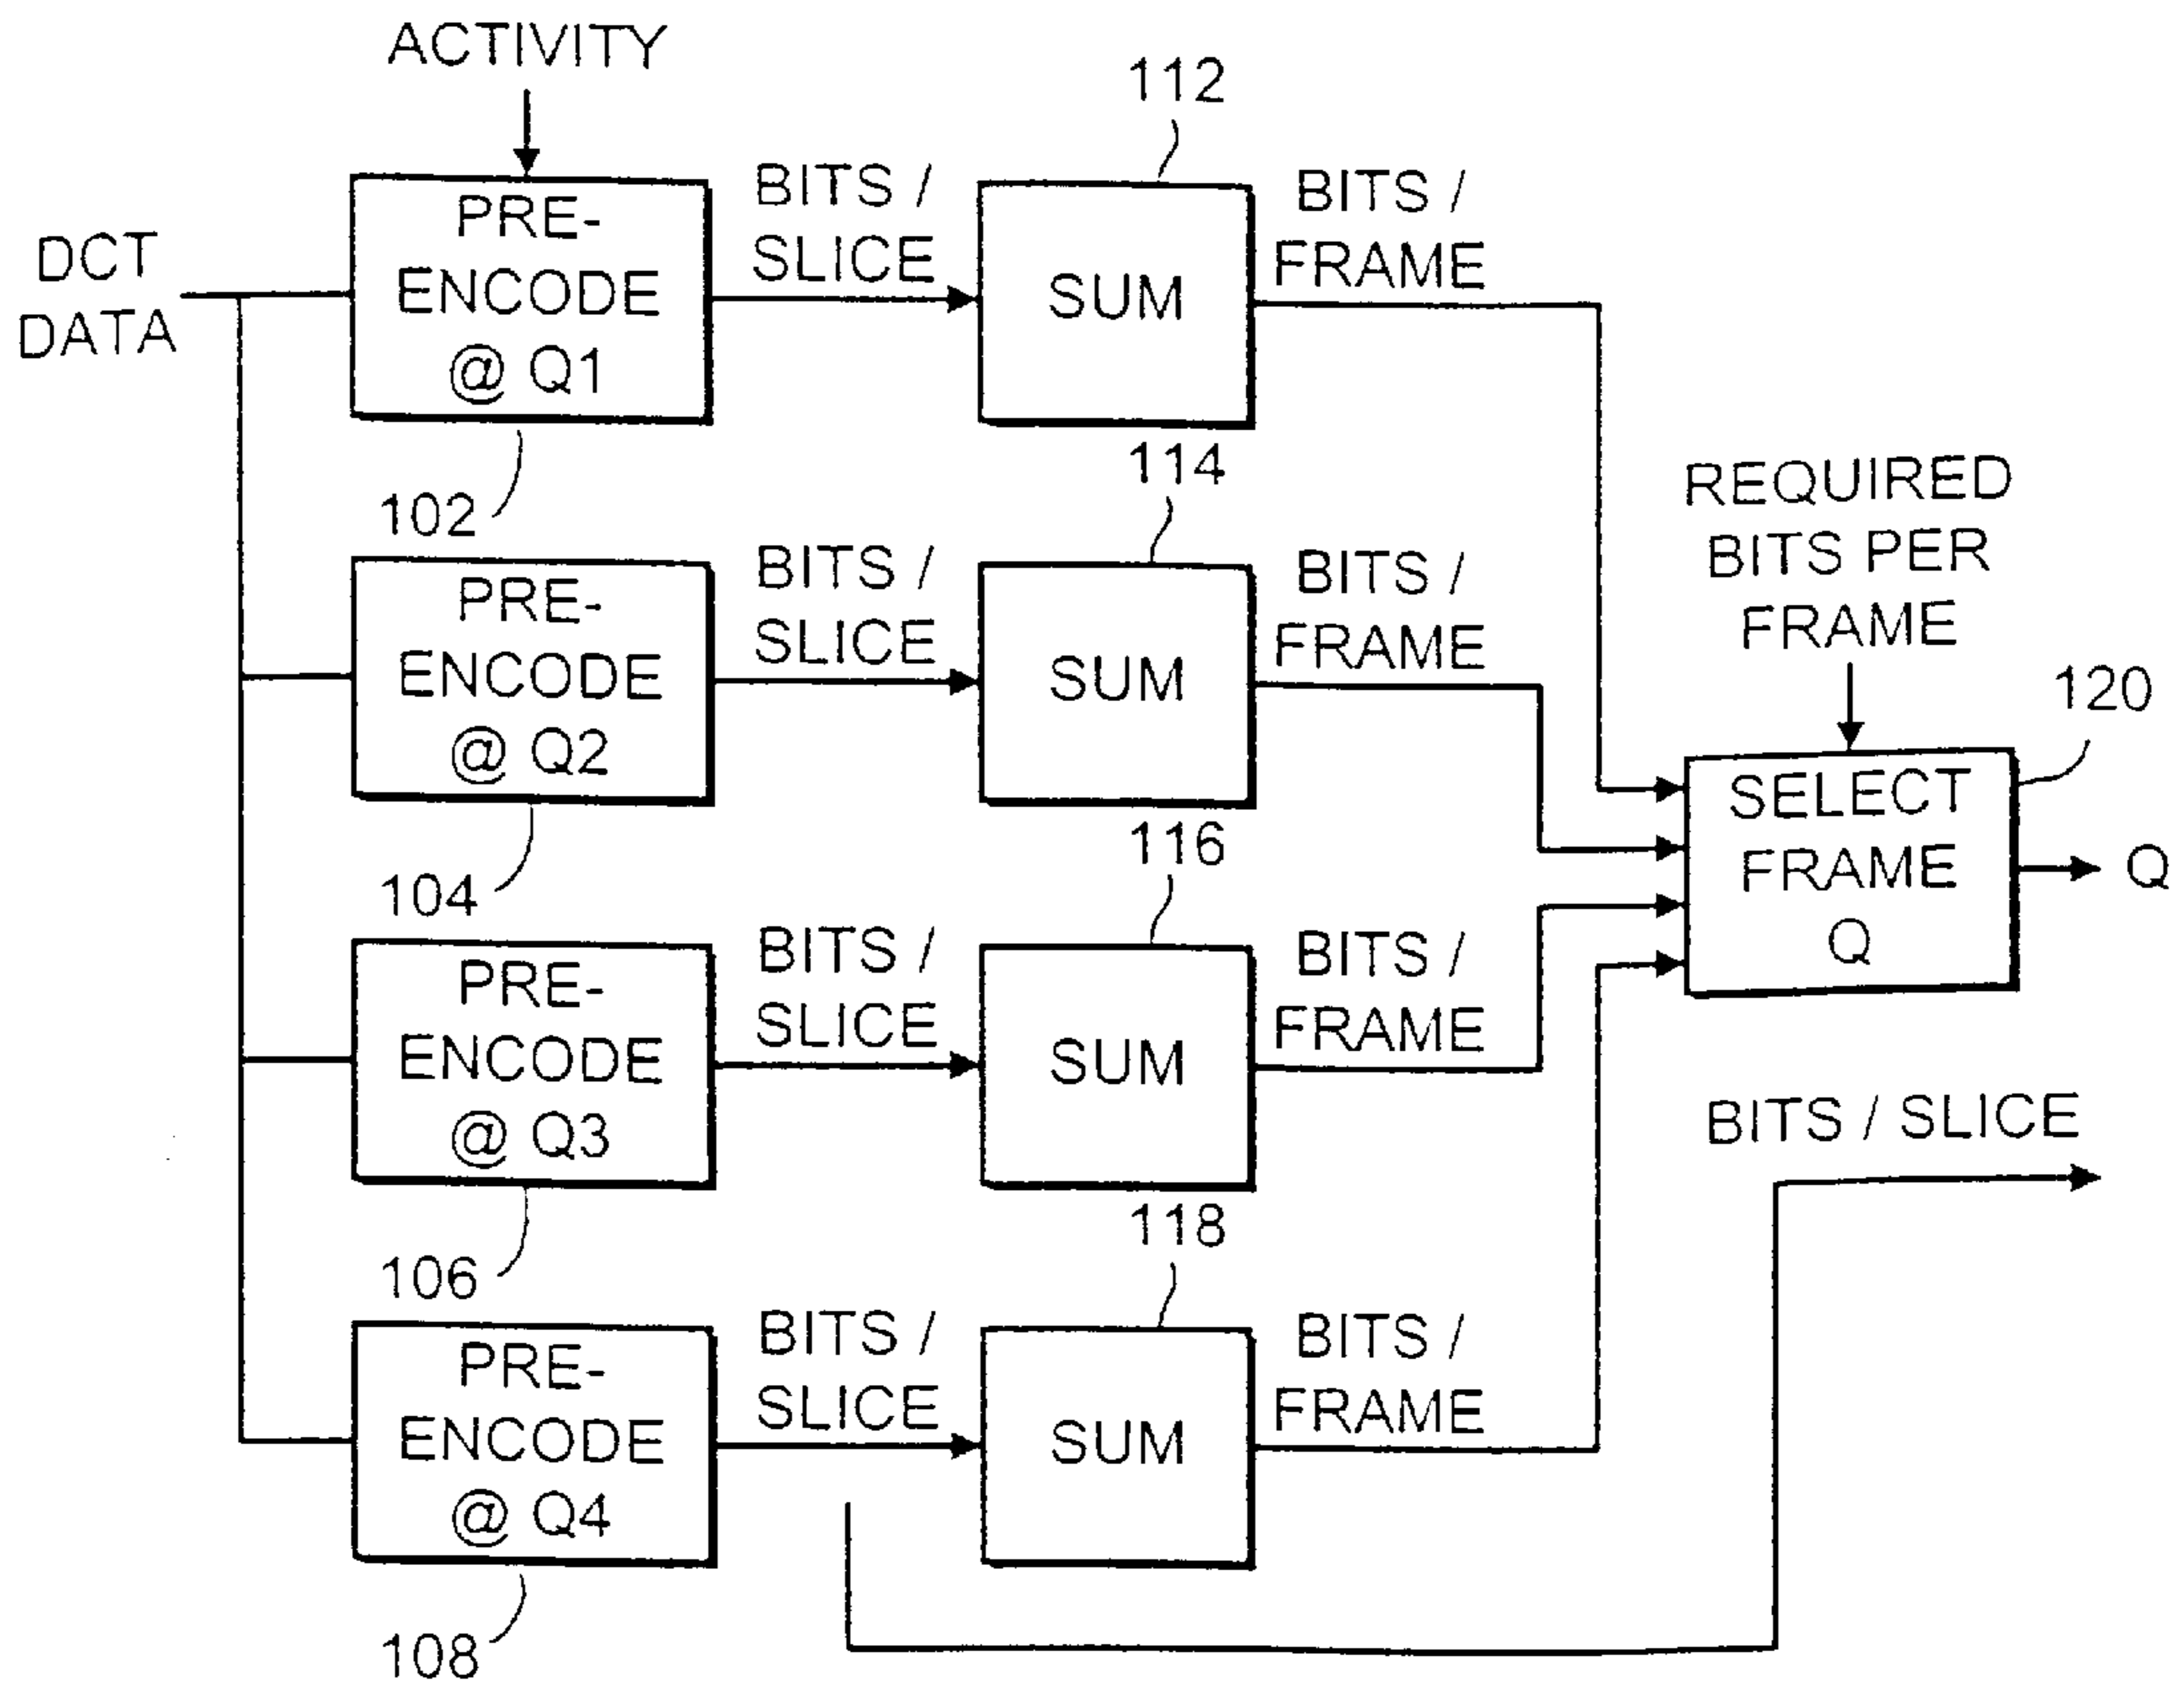 ACTIVITY
112
DCT
DATA
PRE-
ENCODE
@ Q1
BITS /
SLICE
SUM
BITS /
FRAME
102
114
REQUIRED
BITS PER
FRAME
PRE-
ENCODE
@ Q2
BITS /
SLICE
SUM
BITS /
FRAME
120
104
116
SELECT
FRAME
Q
Q
PRE-
ENCODE
@ Q3
BITS /
SLICE
SUM
BITS /
FRAME
BITS / SLICE
106
118
PRE-
ENCODE
@ Q4
BITS /
SLICE
SUM
BITS /
FRAME
108